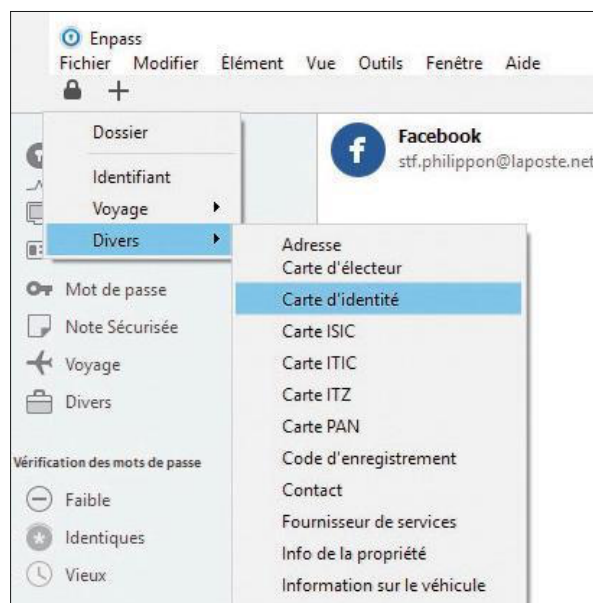 Enpass
Fichier Modifier Élément Vue Outils Fenêtre Aide
Dossier
Identifiant
Voyage
Divers
Facebook
stf.philippon@laposte.net
Adresse
Carte d'électeur
Carte d'identité
Carte ISIC
Carte ITIC
Carte ITZ
Carte PAN
Code d'enregistrement
Contact
Fournisseur de services
Info de la propriété
Information sur le véhicule
Mot de passe
Note Sécurisée
Voyage
Divers
Vérification des mots de passe
Faible
Identiques
Vieux